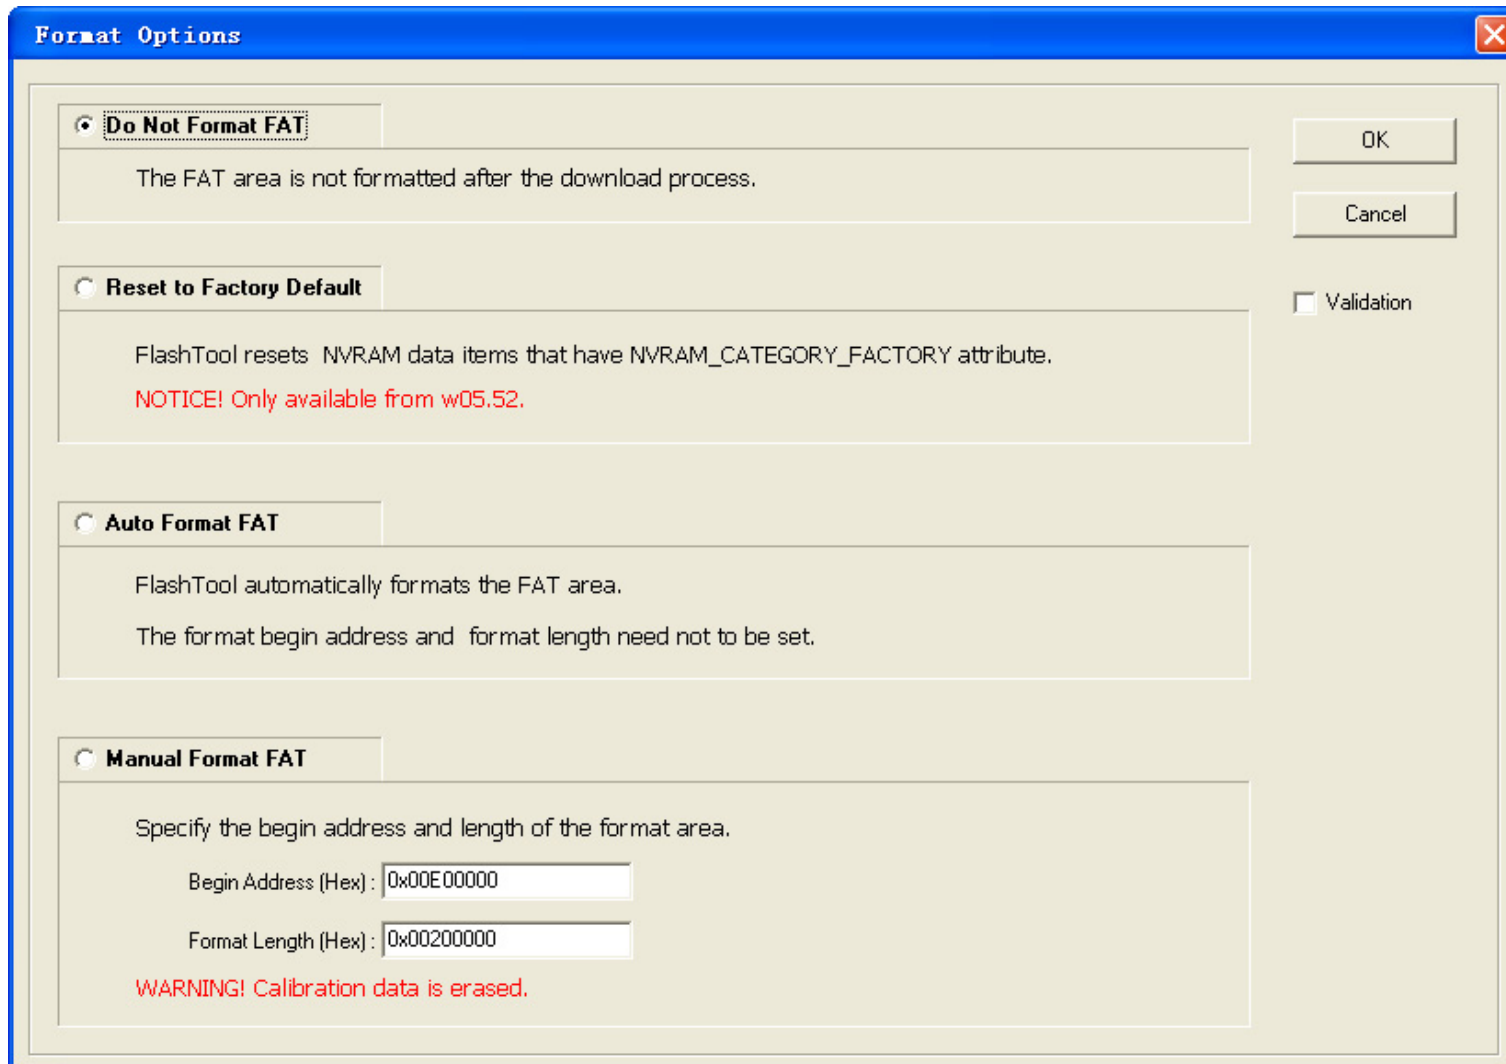 Format Options
Do Not Format FAT
The FAT area is not formatted after the download process.
OK
Cancel
Validation
Reset to Factory Default
FlashTool resets  NVRAM data items that have NVRAM_CATEGORY_FACTORY attribute.
NOTICE! Only available from w05.52.
Auto Format FAT
FlashTool automatically formats the FAT area.
The format begin address and  format length need not to be set.
Manual Format FAT
Specify the begin address and length of the format area.
Begin Address (Hex) : 0x00E00000
Format Length (Hex) : 0x00200000
WARNING! Calibration data is erased.